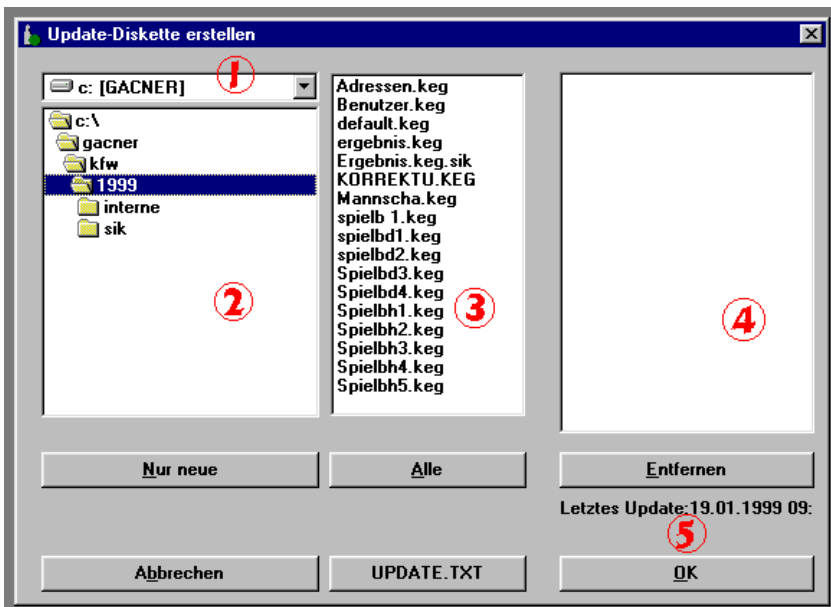 Update-Diskette erstellen
1
c: [GACNER]
c:\
gacner
kfw
1999
interne
sik
2
Adressen.keg
Benutzer.keg
default.keg
ergebnis.keg
Ergebnis.keg.sik
KORREKTU.KEG
Mannscha.keg
spielb 1.keg
spielbd1.keg
spielbd2.keg
Spielbd3.keg
Spielbd4.keg
Spielbh1.keg
Spielbh2.keg
Spielbh3.keg
Spielbh4.keg
Spielbh5.keg
3
4
Nur neue
Alle
Entfernen
Letztes Update:19.01.1999 09:
5
Abbrechen
UPDATE.TXT
OK